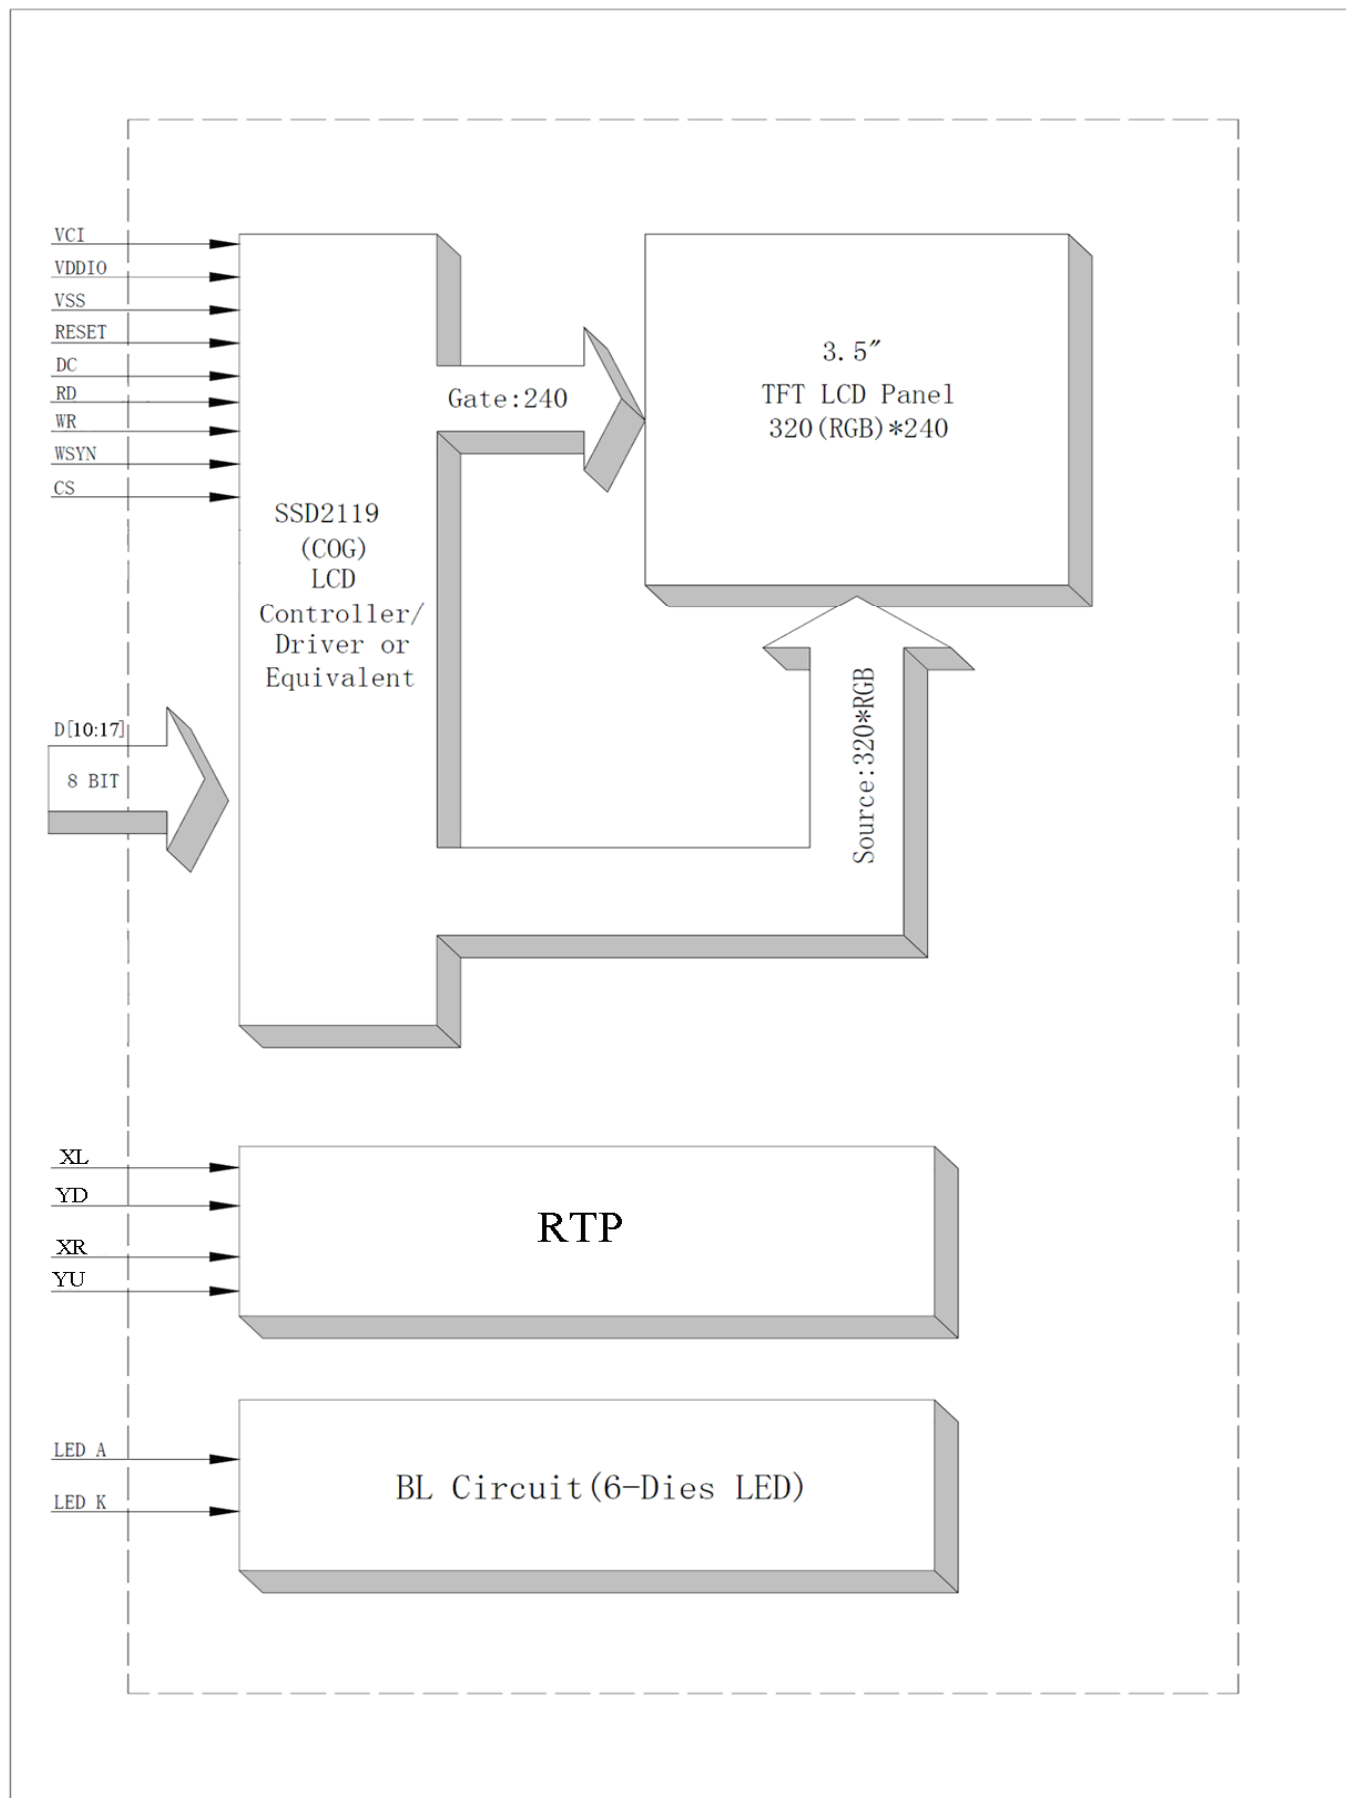 VCI
VDDIO
VSS
RESET
DC
RD
WR
WSYN
CS
SSD2119
(COG)
LCD
Controller/
Driver or
Equivalent
Gate:240
3.5″
TFT LCD Panel
320(RGB)*240
Source:320*RGB
D[10:17]
8 BIT
XL
YD
XR
YU
RTP
LED A
LED K
BL Circuit(6-Dies LED)